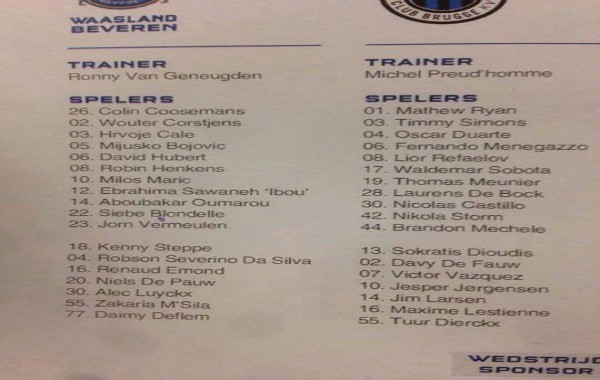 WAASLAND
BEVEREN
TRAINER
Ronny Van Geneugden
SPELERS
26. Colin Coosemans
02. Wouter Corstjens
03. Hrvoje Cale
05. Mijusko Bojovic
06. David Hubert
08. Robin Henkens
10. Milos Maric
12. Ebrahima Sawaneh 'Ibou'
14. Aboubakar Oumarou
22. Siebe Blondelle
23. Jorn Vermeulen
18. Kenny Steppe
04. Robson Severino Da Silva
16. Renaud Emond
20. Niels De Pauw
30. Alec Luyckx
55. Zakaria M'Sila
77. Daimy Deflem
CLUB BRUGGE KV
TRAINER
Michel Preud'homme
SPELERS
01. Mathew Ryan
03. Timmy Simons
04. Oscar Duarte
06. Fernando Menegazzo
08. Lior Refaelov
17. Waldemar Sobota
19. Thomas Meunier
28. Laurens De Bock
30. Nicolas Castillo
42. Nikola Storm
44. Brandon Mechele
13. Sokratis Dioudis
02. Davy De Fauw
07. Victor Vazquez
10. Jesper Jørgensen
14. Jim Larsen
16. Maxime Lestienne
55. Tuur Dierckx
WEDSTRIJD
SPONSOR